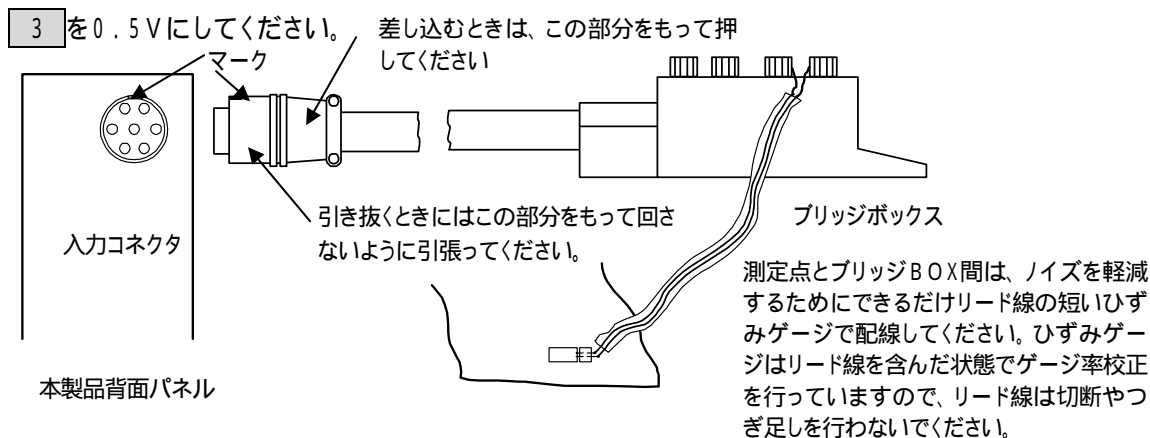 3 を0.5Vにしてください。
差し込むときは、この部分をもって押
してください
マーク
入力コネクタ
引き抜くときにはこの部分をもって回さ
ないように引張ってください。
ブリッジボックス
測定点とブリッジBOX間は、ノイズを軽減
するためにできるだけリード線の短いひず
みゲージで配線してください。ひずみゲー
ジはリード線を含んだ状態でゲージ率校正
を行っていますので、リード線は切断やつ
ぎ足しを行わないでください。
本製品背面パネル